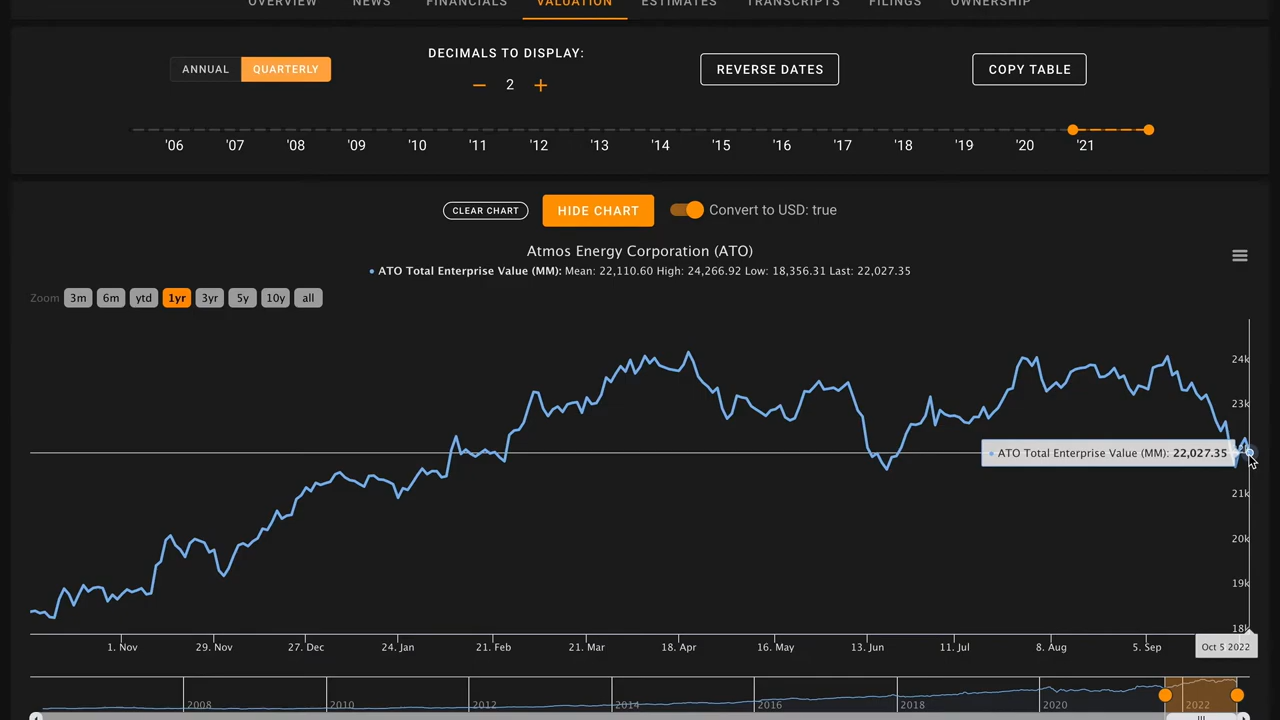 OVERVIEW NEWS FINANCIALS VALUATION ESTIMATES TRANSCRIPTS FILINGS OWNERSHIP
DECIMALS TO DISPLAY:
ANNUAL QUARTERLY
− 2 +
REVERSE DATES
COPY TABLE
'06 '07 '08 '09 '10 '11 '12 '13 '14 '15 '16 '17 '18 '19 '20 '21
CLEAR CHART HIDE CHART Convert to USD: true
Atmos Energy Corporation (ATO)
ATO Total Enterprise Value (MM): Mean: 22,110.60 High: 24,266.92 Low: 18,356.31 Last: 22,027.35
Zoom 3m 6m ytd 1yr 3yr 5y 10y all
24k
23k
ATO Total Enterprise Value (MM): 22,027.35
21k
20k
19k
18k
1. Nov 29. Nov 27. Dec 24. Jan 21. Feb 21. Mar 18. Apr 16. May 13. Jun 11. Jul 8. Aug 5. Sep Oct 5 2022
2008 2010 2012 2014 2016 2018 2020 2022